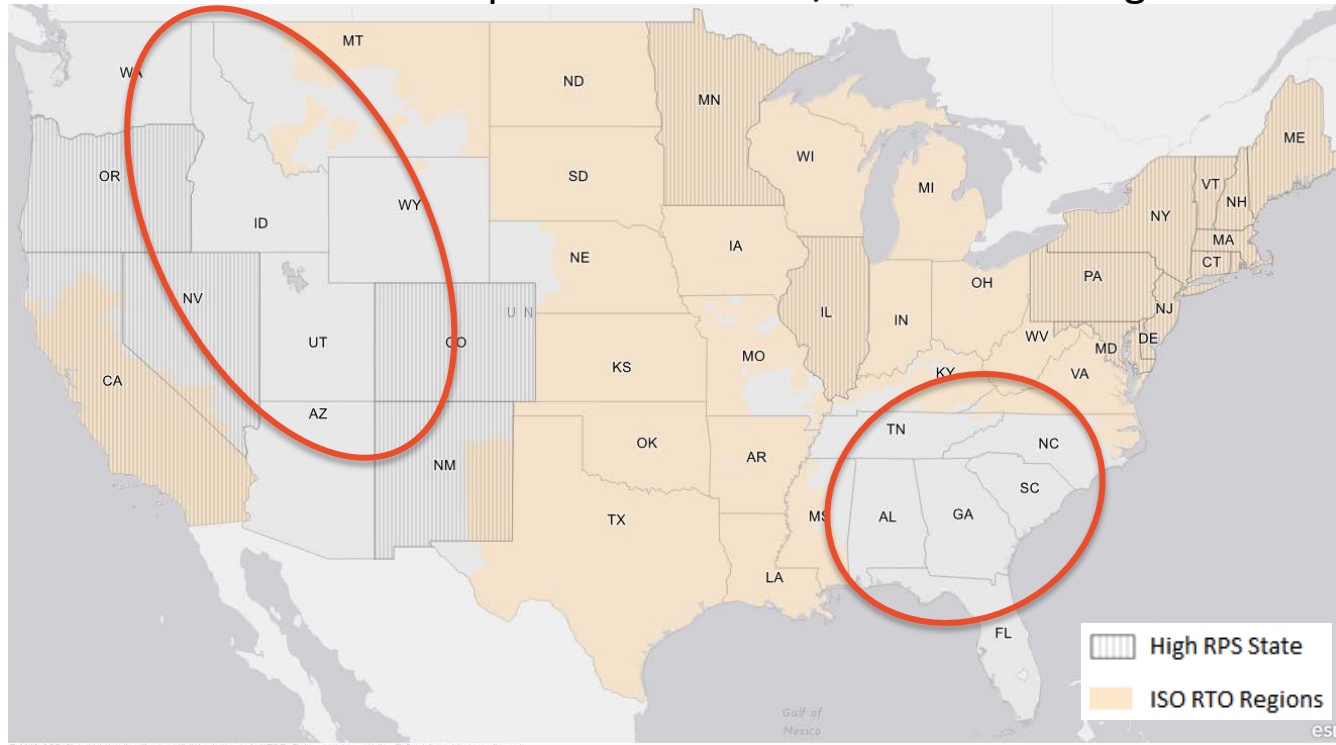 MT
WA
ND
MN
ME
OR
SD
WI
VT
NH
MI
NY
WY
ID
MA
IA
CT
NE
PA
OH
NV
U N
NJ
IL
IN
UT
CO
WV
DE
MO
MD
KS
CA
KY
VA
AZ
TN
OK
NC
AR
NM
SC
TX
MS
AL
GA
LA
FL
High RPS State
ISO RTO Regions
Gulf of
Mexico
es